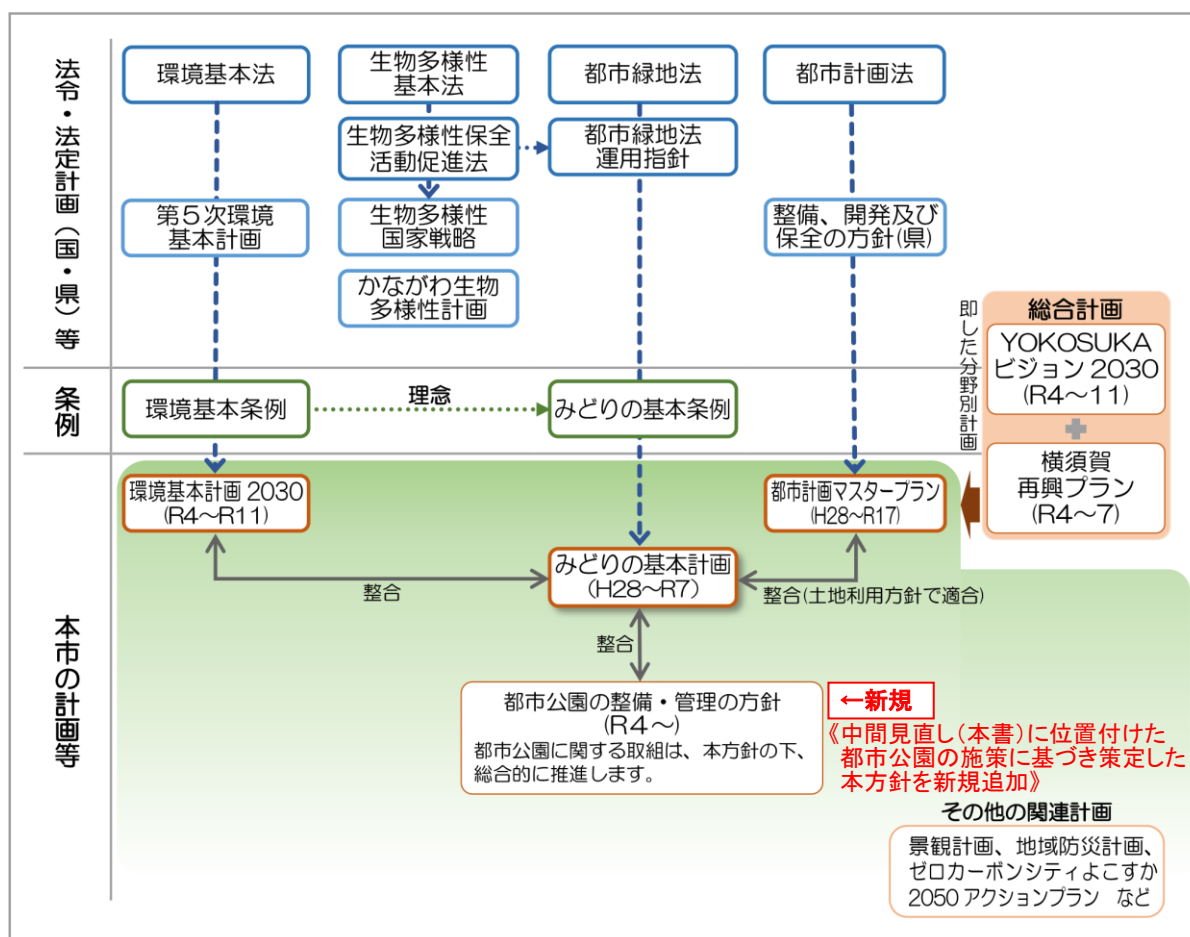 法令・法定計画（国・県）等
環境基本法
生物多様性
基本法
都市緑地法
都市計画法
生物多様性保全
活動促進法
都市緑地法
運用指針
第５次環境
基本計画
生物多様性
国家戦略
整備、開発及び
保全の方針(県)
かながわ生物
多様性計画
即した分野別計画
総合計画
YOKOSUKA
ビジョン 2030
(R4～11)
横須賀
再興プラン
(R4～7)
条例
環境基本条例
理念
みどりの基本条例
本市の計画等
環境基本計画 2030
(R4～R11)
都市計画マスタープラン
(H28～R17)
みどりの基本計画
(H28～R7)
整合
整合(土地利用方針で適合)
整合
都市公園の整備・管理の方針
(R4～)
都市公園に関する取組は、本方針の下、
総合的に推進します。
←新規
《中間見直し（本書）に位置付けた
都市公園の施策に基づき策定した
本方針を新規追加》
その他の関連計画
景観計画、地域防災計画、
ゼロカーボンシティよこすか
2050 アクションプラン　など